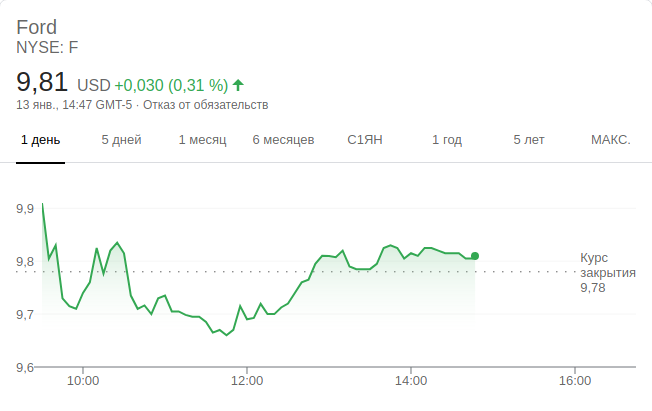 Ford
NYSE: F
9,81 USD +0,030 (0,31 %)
13 янв., 14:47 GMT-5 · Отказ от обязательств
1 день 5 дней 1 месяц 6 месяцев С1ЯН 1 год 5 лет МАКС.
9,9
9,8
Курс
закрытия
9,78
9,7
9,6
10:00 12:00 14:00 16:00